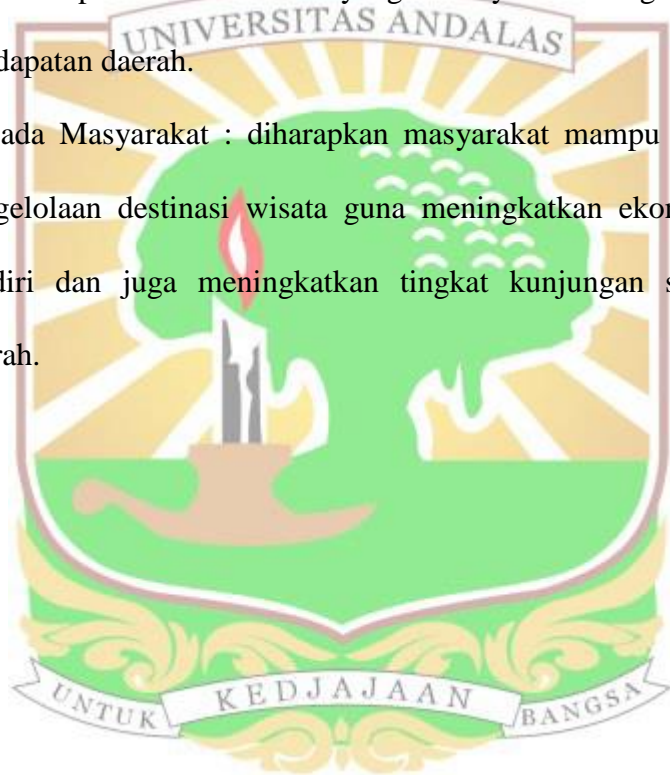 UNIVERSITAS ANDALAS
dapatan daerah.
ada Masyarakat : diharapkan masyarakat mampu
gelolaan destinasi wisata guna meningkatkan
diri dan juga meningkatkan tingkat kunjungan
rah.
UNTUK KEDJAJAAN BANGSA